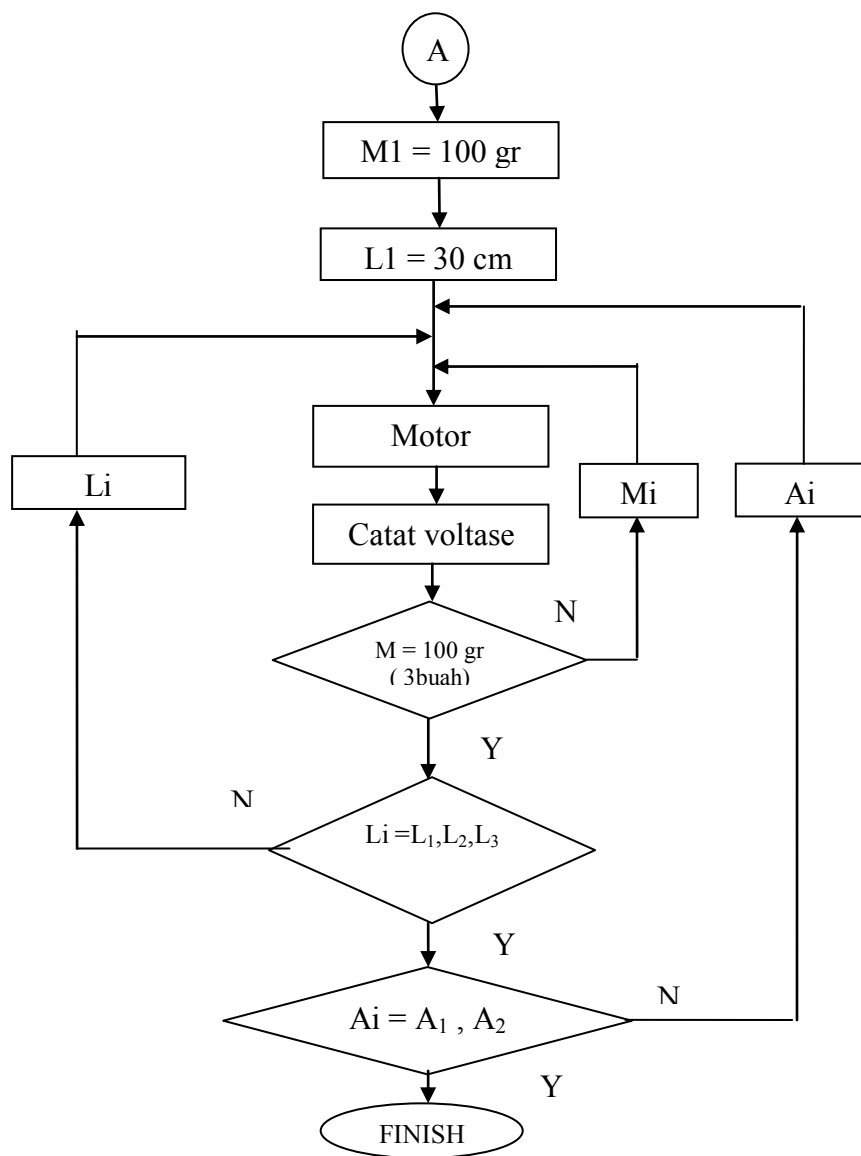 A
M1 = 100 gr
L1 = 30 cm
Motor
Li
Mi
Ai
Catat voltase
N
M = 100 gr
( 3buah)
Y
N
Li =L₁,L₂,L₃
Y
N
Ai = A₁ , A₂
Y
FINISH